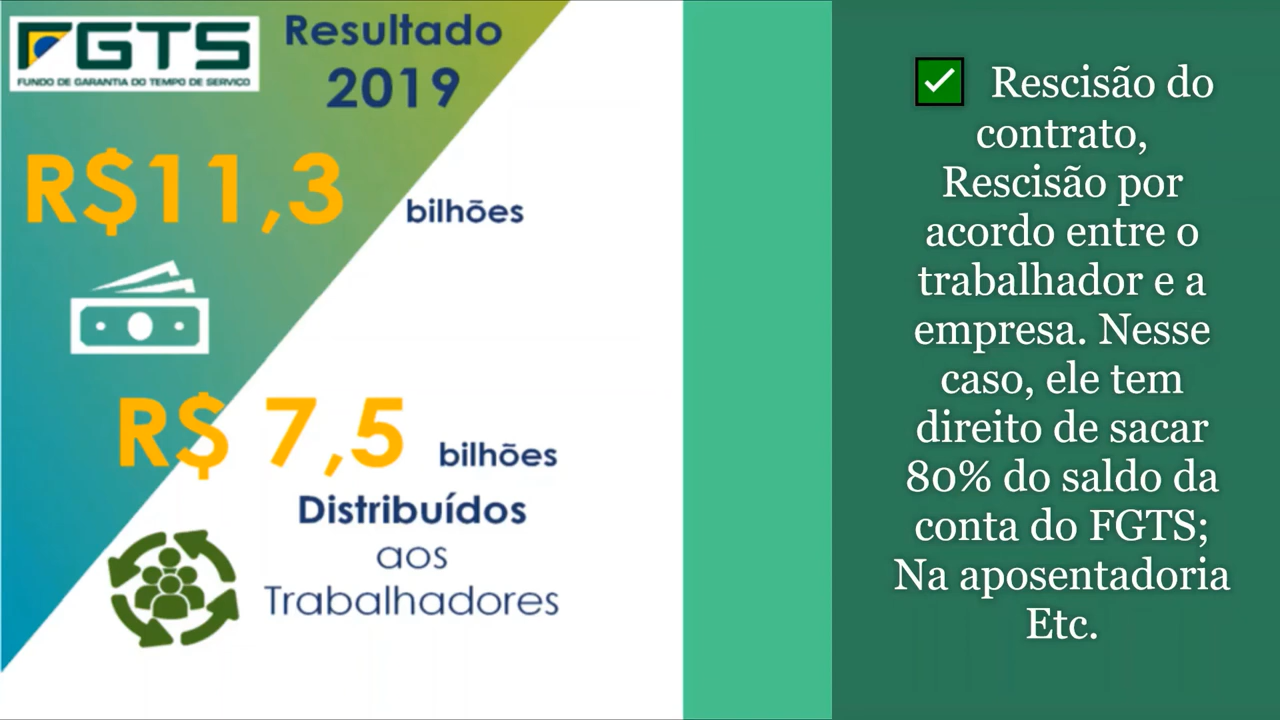 FGTS
FUNDO DE GARANTIA DO TEMPO DE SERVIÇO
Resultado
2019
R$11,3
bilhões
R$ 7,5
bilhões
Distribuídos
aos
Trabalhadores
✅ Rescisão do
contrato,
Rescisão por
acordo entre o
trabalhador e a
empresa. Nesse
caso, ele tem
direito de sacar
80% do saldo da
conta do FGTS;
Na aposentadoria
Etc.